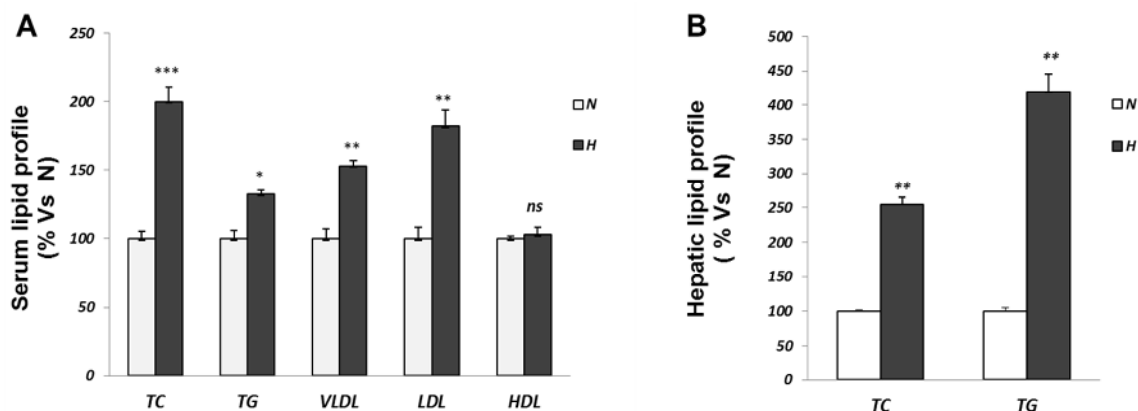 A
Serum lipid profile
(% Vs N)
250
200
150
100
50
0
***
*
**
**
ns
TC
TG
VLDL
LDL
HDL
N
H
B
Hepatic lipid profile
( % Vs N)
500
450
400
350
300
250
200
150
100
50
0
**
**
TC
TG
N
H